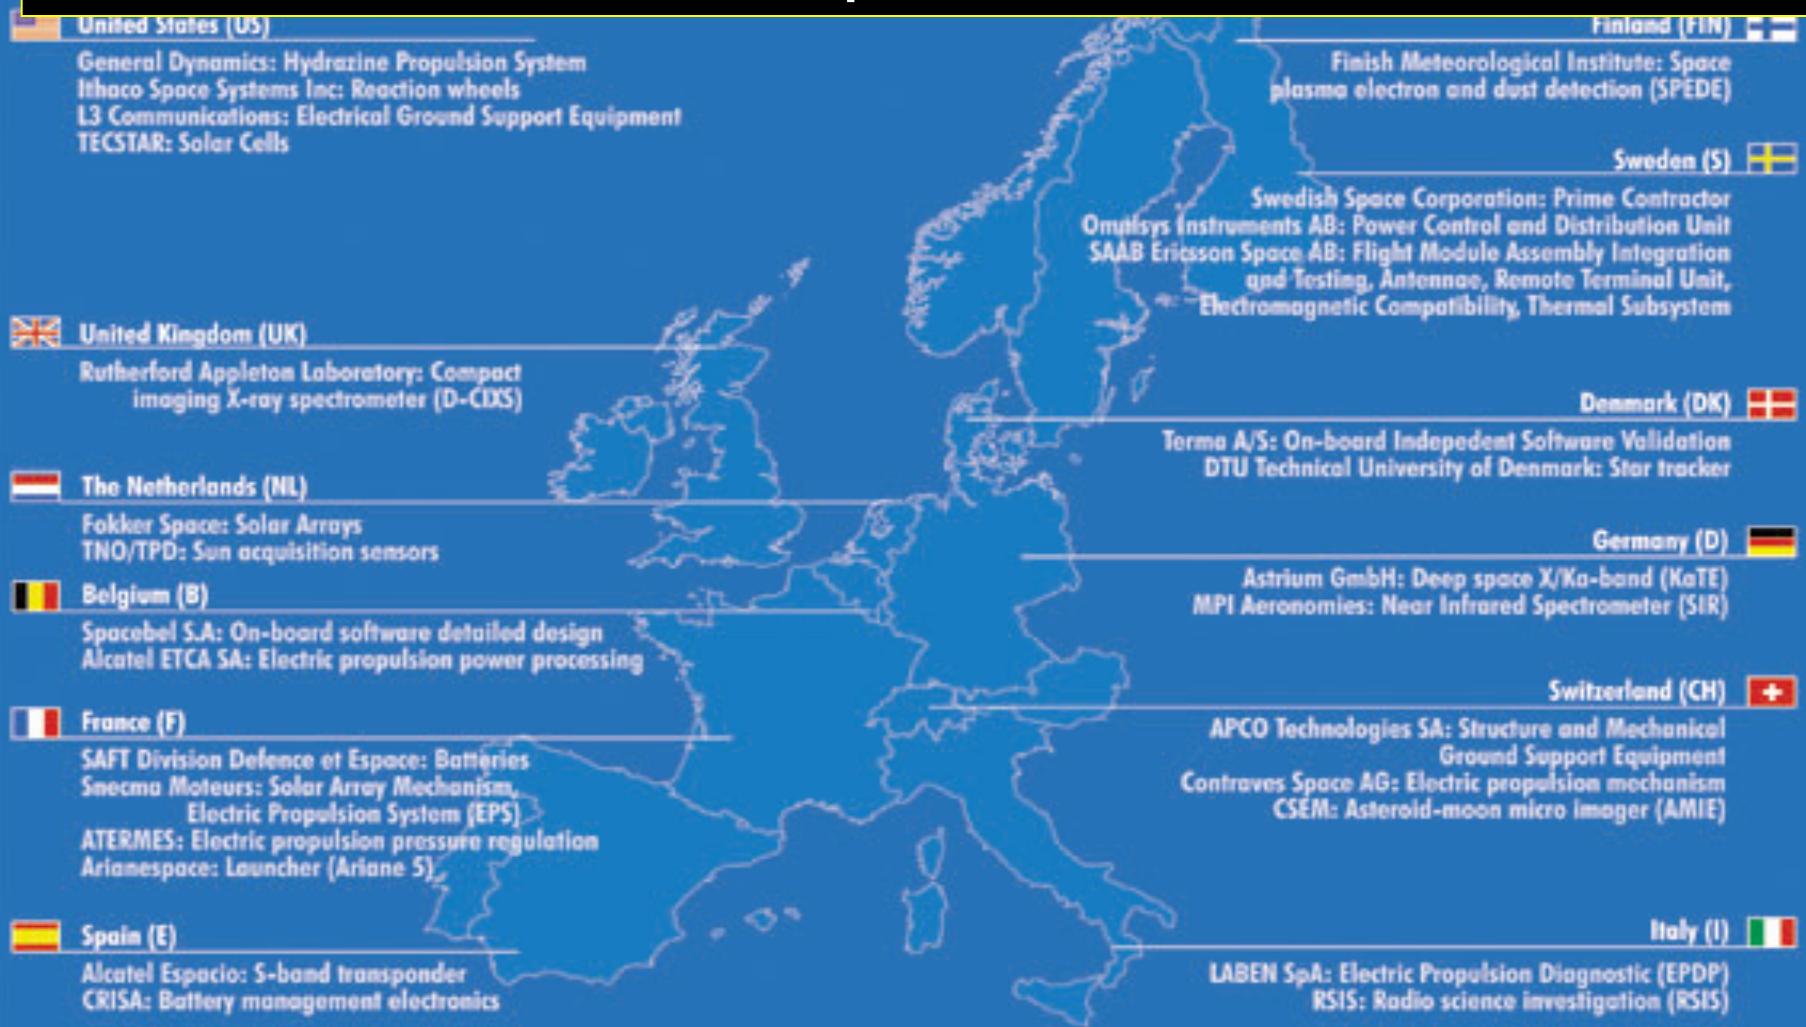 United States (US)
General Dynamics: Hydrazine Propulsion System
Ithaco Space Systems Inc: Reaction wheels
L3 Communications: Electrical Ground Support Equipment
TECSTAR: Solar Cells
United Kingdom (UK)
Rutherford Appleton Laboratory: Compact
imaging X-ray spectrometer (D-CIXS)
The Netherlands (NL)
Fokker Space: Solar Arrays
TNO/TPD: Sun acquisition sensors
Belgium (B)
Spacebel S.A: On-board software detailed design
Alcatel ETCA SA: Electric propulsion power processing
France (F)
SAFT Division Defence et Espace: Batteries
Snecma Moteurs: Solar Array Mechanism,
Electric Propulsion System (EPS)
ATERMES: Electric propulsion pressure regulation
Arianespace: Launcher (Ariane 5)
Spain (E)
Alcatel Espacio: S-band transponder
CRISA: Battery management electronics
Finland (FIN)
Finish Meteorological Institute: Space
plasma electron and dust detection (SPEDE)
Sweden (S)
Swedish Space Corporation: Prime Contractor
Omnisys Instruments AB: Power Control and Distribution Unit
SAAB Ericsson Space AB: Flight Module Assembly Integration
and Testing, Antennae, Remote Terminal Unit,
Electromagnetic Compatibility, Thermal Subsystem
Denmark (DK)
Terma A/S: On-board Indepedent Software Validation
DTU Technical University of Denmark: Star tracker
Germany (D)
Astrium GmbH: Deep space X/Ka-band (KaTE)
MPI Aeronomies: Near Infrared Spectrometer (SIR)
Switzerland (CH)
APCO Technologies SA: Structure and Mechanical
Ground Support Equipment
Contraves Space AG: Electric propulsion mechanism
CSEM: Asteroid-moon micro imager (AMIE)
Italy (I)
LABEN SpA: Electric Propulsion Diagnostic (EPDP)
RSIS: Radio science investigation (RSIS)